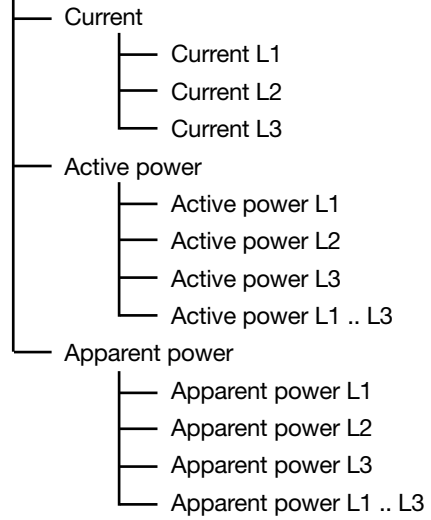 Current
Current L1
Current L2
Current L3
Active power
Active power L1
Active power L2
Active power L3
Active power L1 .. L3
Apparent power
Apparent power L1
Apparent power L2
Apparent power L3
Apparent power L1 .. L3